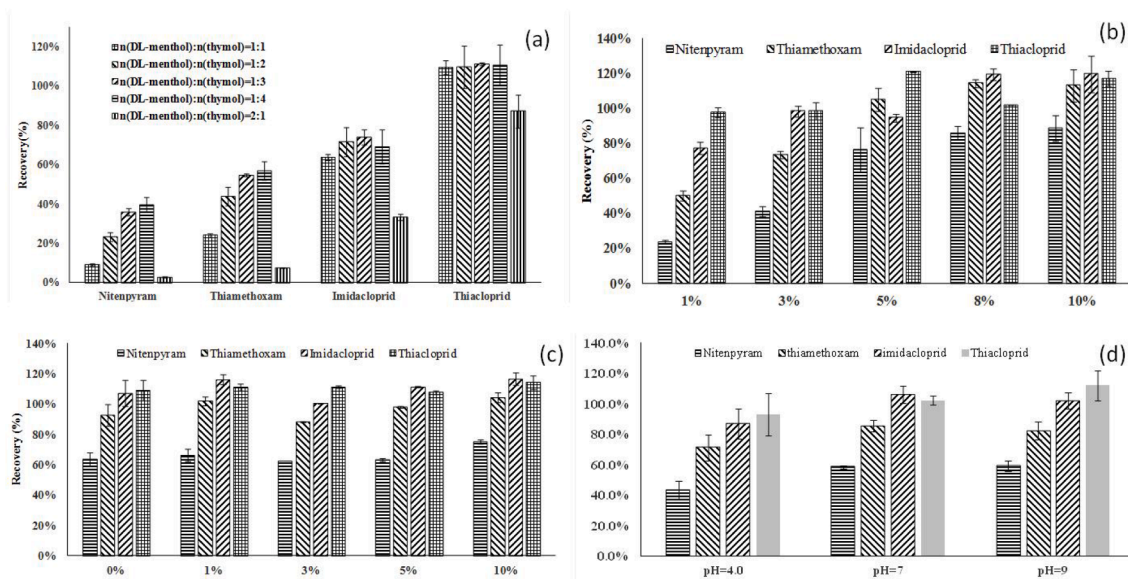 (a)
n(DL-menthol):n(thymol)=1:1
n(DL-menthol):n(thymol)=1:2
n(DL-menthol):n(thymol)=1:3
n(DL-menthol):n(thymol)=1:4
n(DL-menthol):n(thymol)=2:1
Recovery(%)
120%
100%
80%
60%
40%
20%
0%
Nitenpyram Thiamethoxam Imidacloprid Thiacloprid
(b)
Nitenpyram Thiamethoxam Imidacloprid Thiacloprid
Recovery (%)
140%
120%
100%
80%
60%
40%
20%
0%
1% 3% 5% 8% 10%
(c)
Nitenpyram Thiamethoxam Imidacloprid Thiacloprid
Recovery (%)
140%
120%
100%
80%
60%
40%
20%
0%
0% 1% 3% 5% 10%
(d)
Nitenpyram thiamethoxam imidacloprid Thiacloprid
Recovery (%)
140.0%
120.0%
100.0%
80.0%
60.0%
40.0%
20.0%
0.0%
pH=4.0 pH=7 pH=9